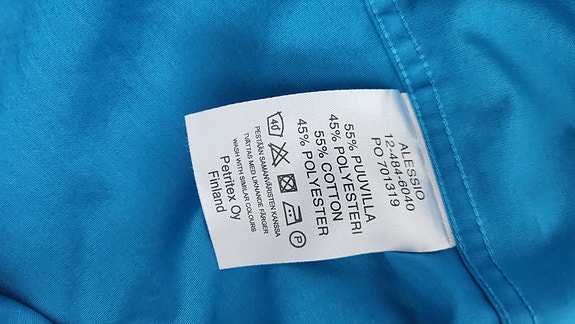 ALESSIO
12-484-6040
PO 701319
55% PUUVILLA
45% POLYESTERI
55% COTTON
45% POLYESTER
40 P
PESTÄÄN SAMANVÄRISTEN KANSSA
TVÄTTAS MED LIKNANDE FÄRGER
WASH WITH SIMILAR COLOURS
Petritex Oy
Finland